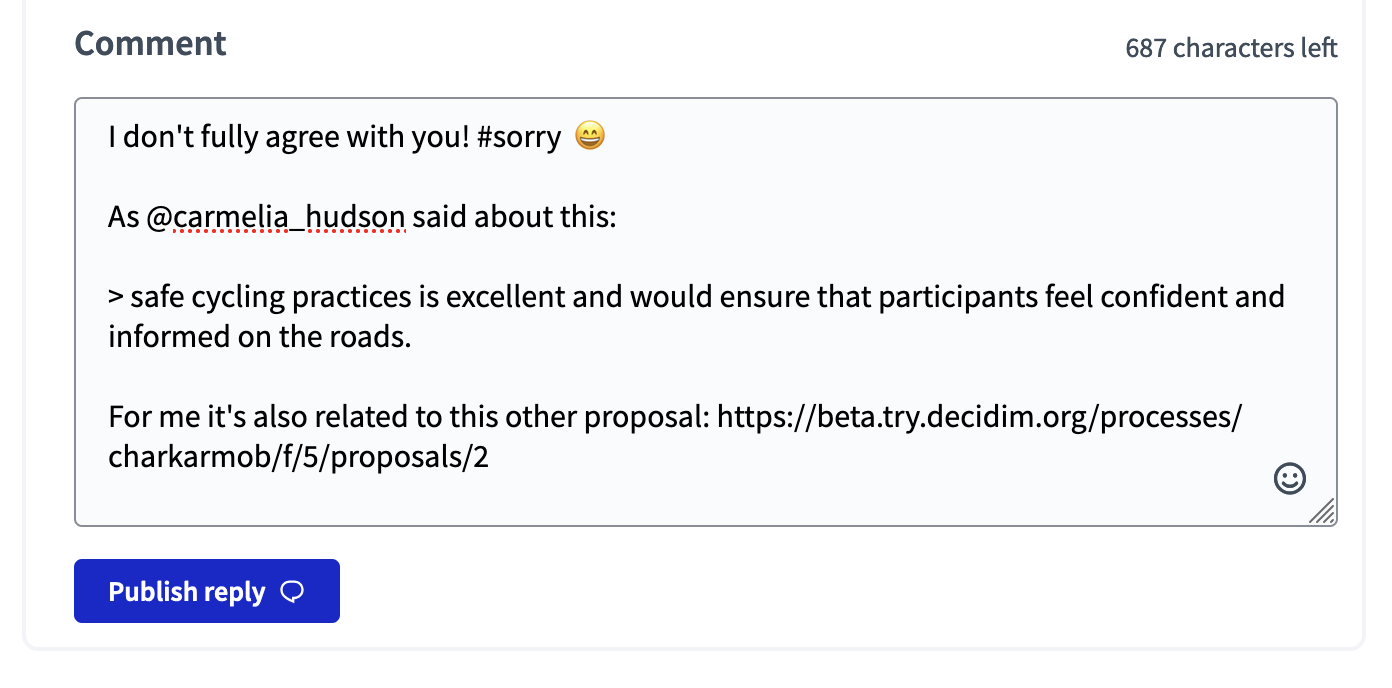 Comment
687 characters left
I don't fully agree with you! #sorry 😄
As @carmelia_hudson said about this:
> safe cycling practices is excellent and would ensure that participants feel confident and
informed on the roads.
For me it's also related to this other proposal: https://beta.try.decidim.org/processes/
charkarmob/f/5/proposals/2
Publish reply